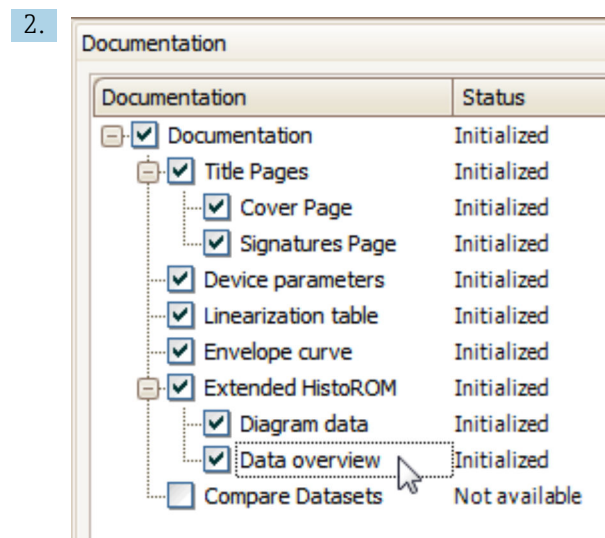 2.
Documentation
Documentation Status
Documentation Initialized
Title Pages Initialized
Cover Page Initialized
Signatures Page Initialized
Device parameters Initialized
Linearization table Initialized
Envelope curve Initialized
Extended HistoROM Initialized
Diagram data Initialized
Data overview Initialized
Compare Datasets Not available